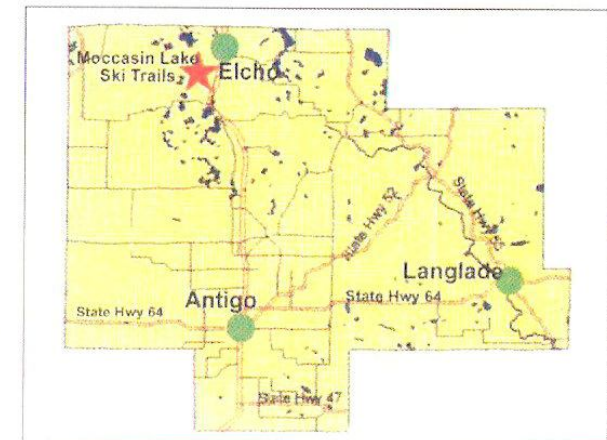 Moccasin Lake
Ski Trails
Elcho
State Hwy 52
State Hwy 55
Langlade
Antigo
State Hwy 64
State Hwy 64
State Hwy 47